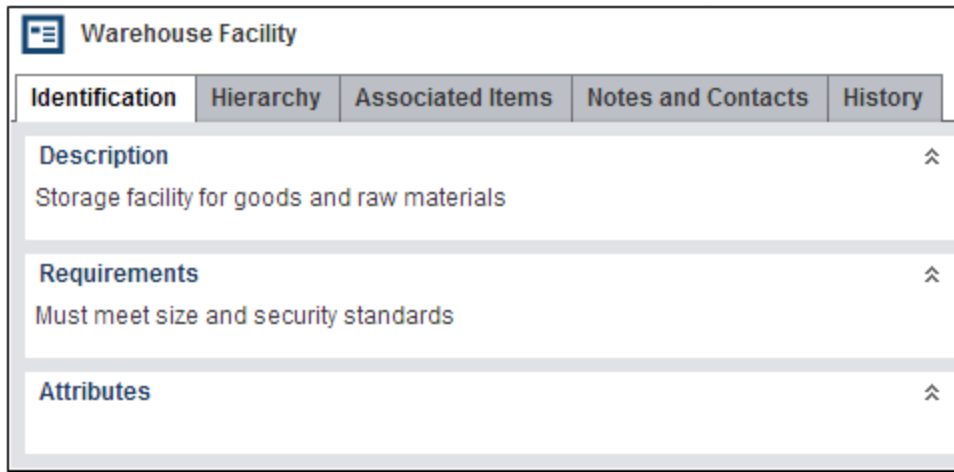 Warehouse Facility
Identification Hierarchy Associated Items Notes and Contacts History
Description
Storage facility for goods and raw materials
Requirements
Must meet size and security standards
Attributes